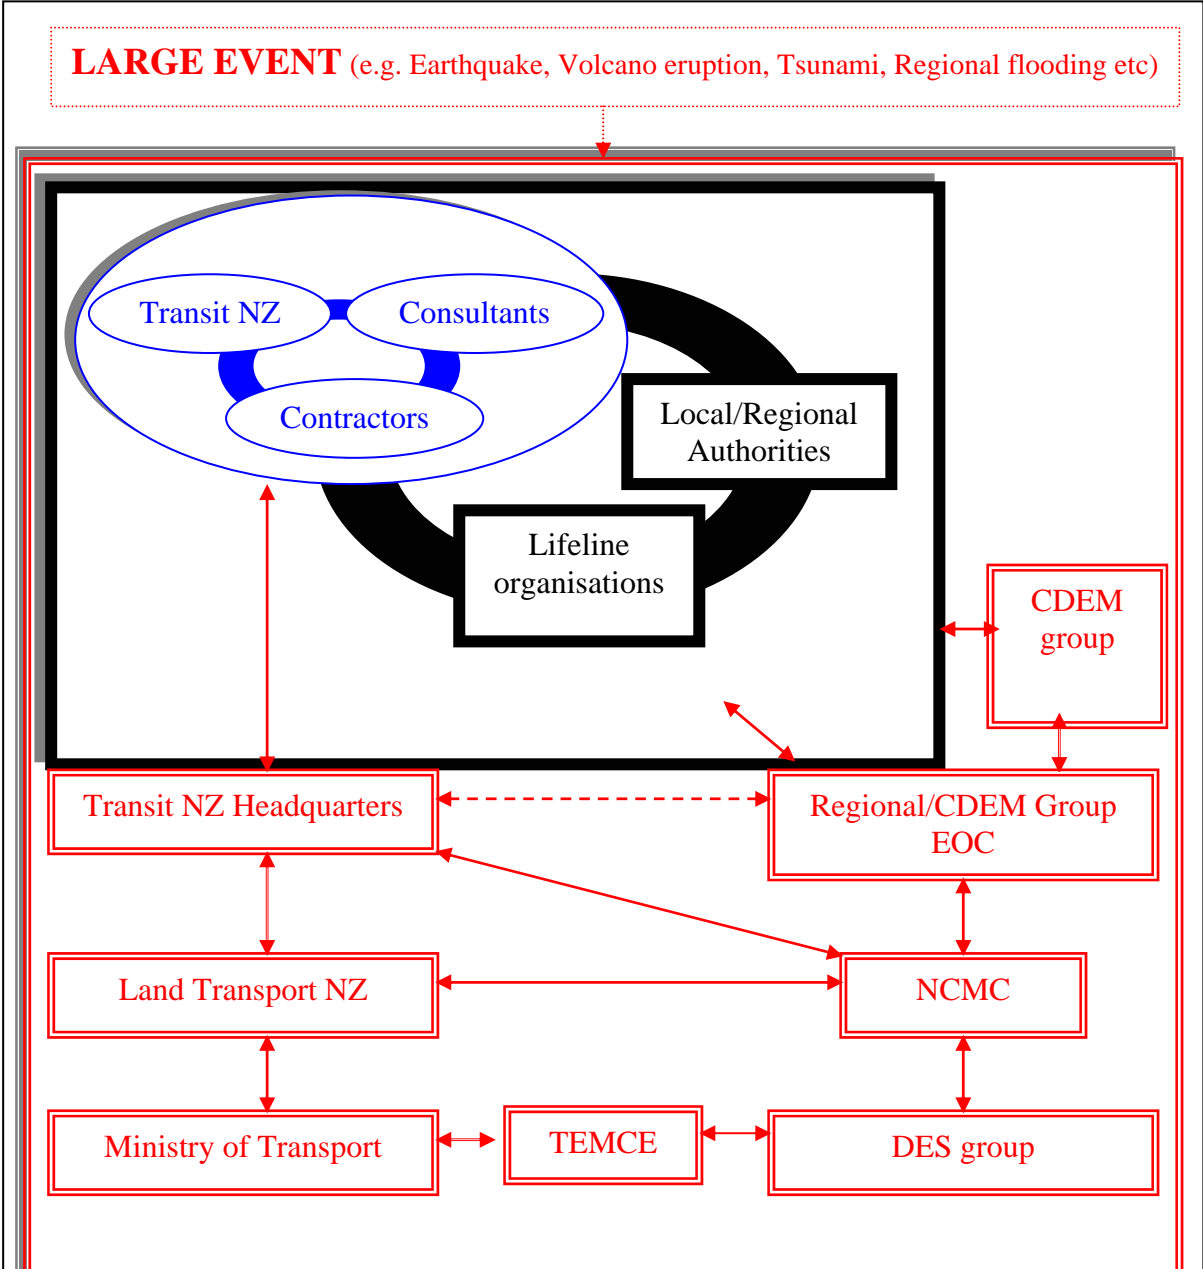 LARGE EVENT (e.g. Earthquake, Volcano eruption, Tsunami, Regional flooding etc)
Transit NZ
Consultants
Contractors
Local/Regional
Authorities
Lifeline
organisations
CDEM
group
Transit NZ Headquarters
Regional/CDEM Group
EOC
Land Transport NZ
NCMC
Ministry of Transport
TEMCE
DES group